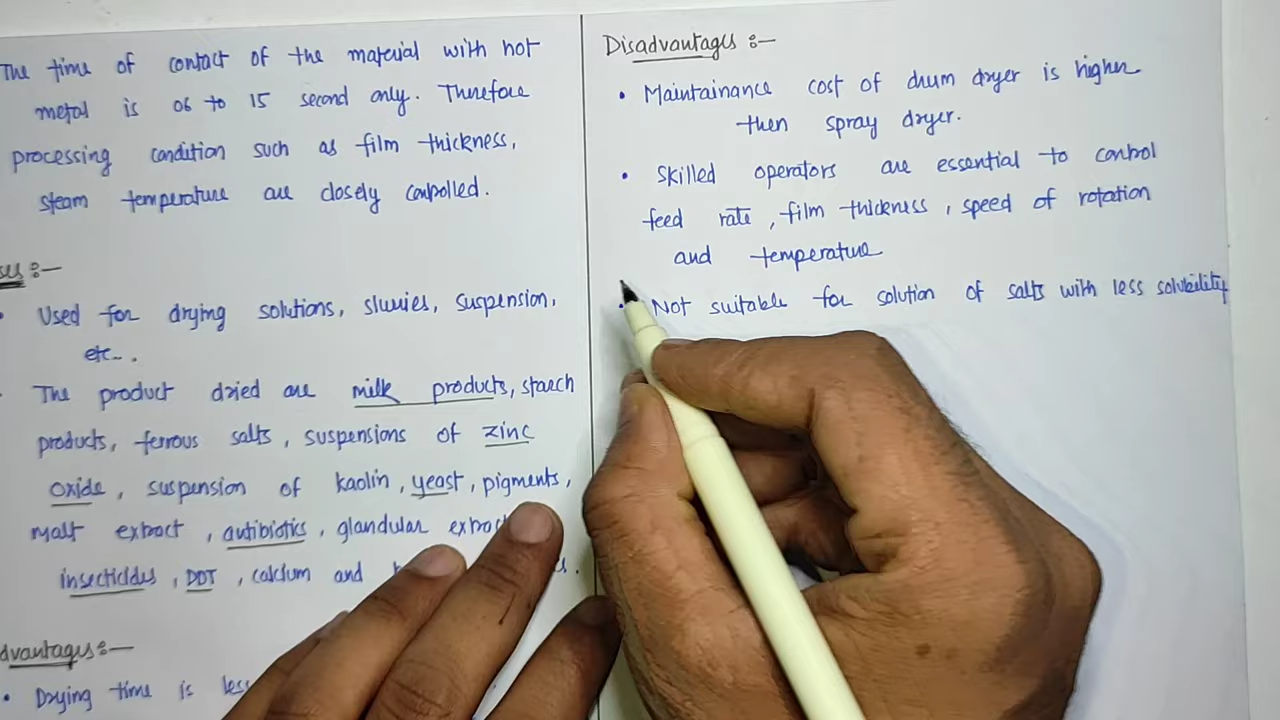 The time of contact of the material with hot
metal is 06 to 15 second only. Therefore
processing condition such as film thickness,
steam temperature are closely controlled.
ses :-
Used for drying solutions, slurries, suspension,
etc...
The product dried are milk products, starch
products, ferrous salts, suspensions of zinc
oxide, suspension of kaolin, yeast, pigments,
malt extract, antibiotics, glandular extrac
insecticides, DDT, calcium and
dvantages :-
• Drying time is less
Disadvantages :-
• Maintainance cost of drum dryer is higher
then spray dryer.
• Skilled operators are essential to control
feed rate, film thickness, speed of rotation
and temperature
• Not suitable for solution of salts with less solubility